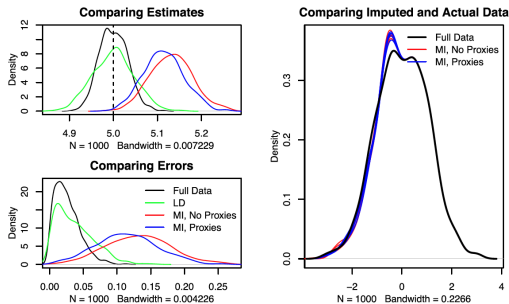 Comparing Estimates
Density
0 2 4 6 8 12
4.9 5.0 5.1 5.2
N = 1000 Bandwidth = 0.007229
Comparing Errors
Density
0 5 10 20
Full Data
LD
MI, No Proxies
MI, Proxies
0.00 0.05 0.10 0.15 0.20 0.25
N = 1000 Bandwidth = 0.004226
Comparing Imputed and Actual Data
Density
0.0 0.1 0.2 0.3
Full Data
MI, No Proxies
MI, Proxies
−2 0 2 4
N = 1000 Bandwidth = 0.2266